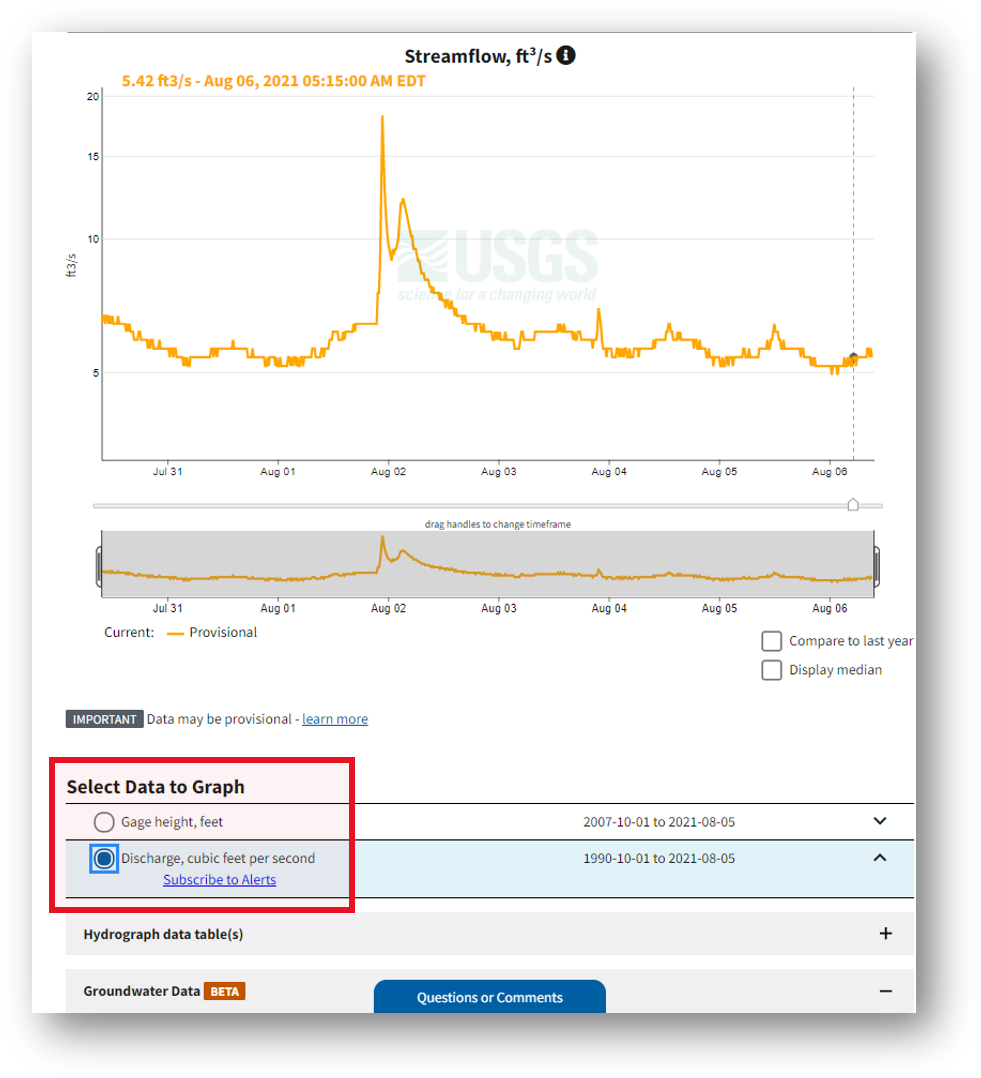 Streamflow, ft³/s
5.42 ft3/s - Aug 06, 2021 05:15:00 AM EDT
20
15
10
5
ft3/s
USGS
science for a changing world
Jul 31 Aug 01 Aug 02 Aug 03 Aug 04 Aug 05 Aug 06
drag handles to change timeframe
Jul 31 Aug 01 Aug 02 Aug 03 Aug 04 Aug 05 Aug 06
Current: Provisional
Compare to last year
Display median
IMPORTANT Data may be provisional - learn more
Select Data to Graph
Gage height, feet 2007-10-01 to 2021-08-05
Discharge, cubic feet per second 1990-10-01 to 2021-08-05
Subscribe to Alerts
Hydrograph data table(s) +
Groundwater Data BETA −
Questions or Comments